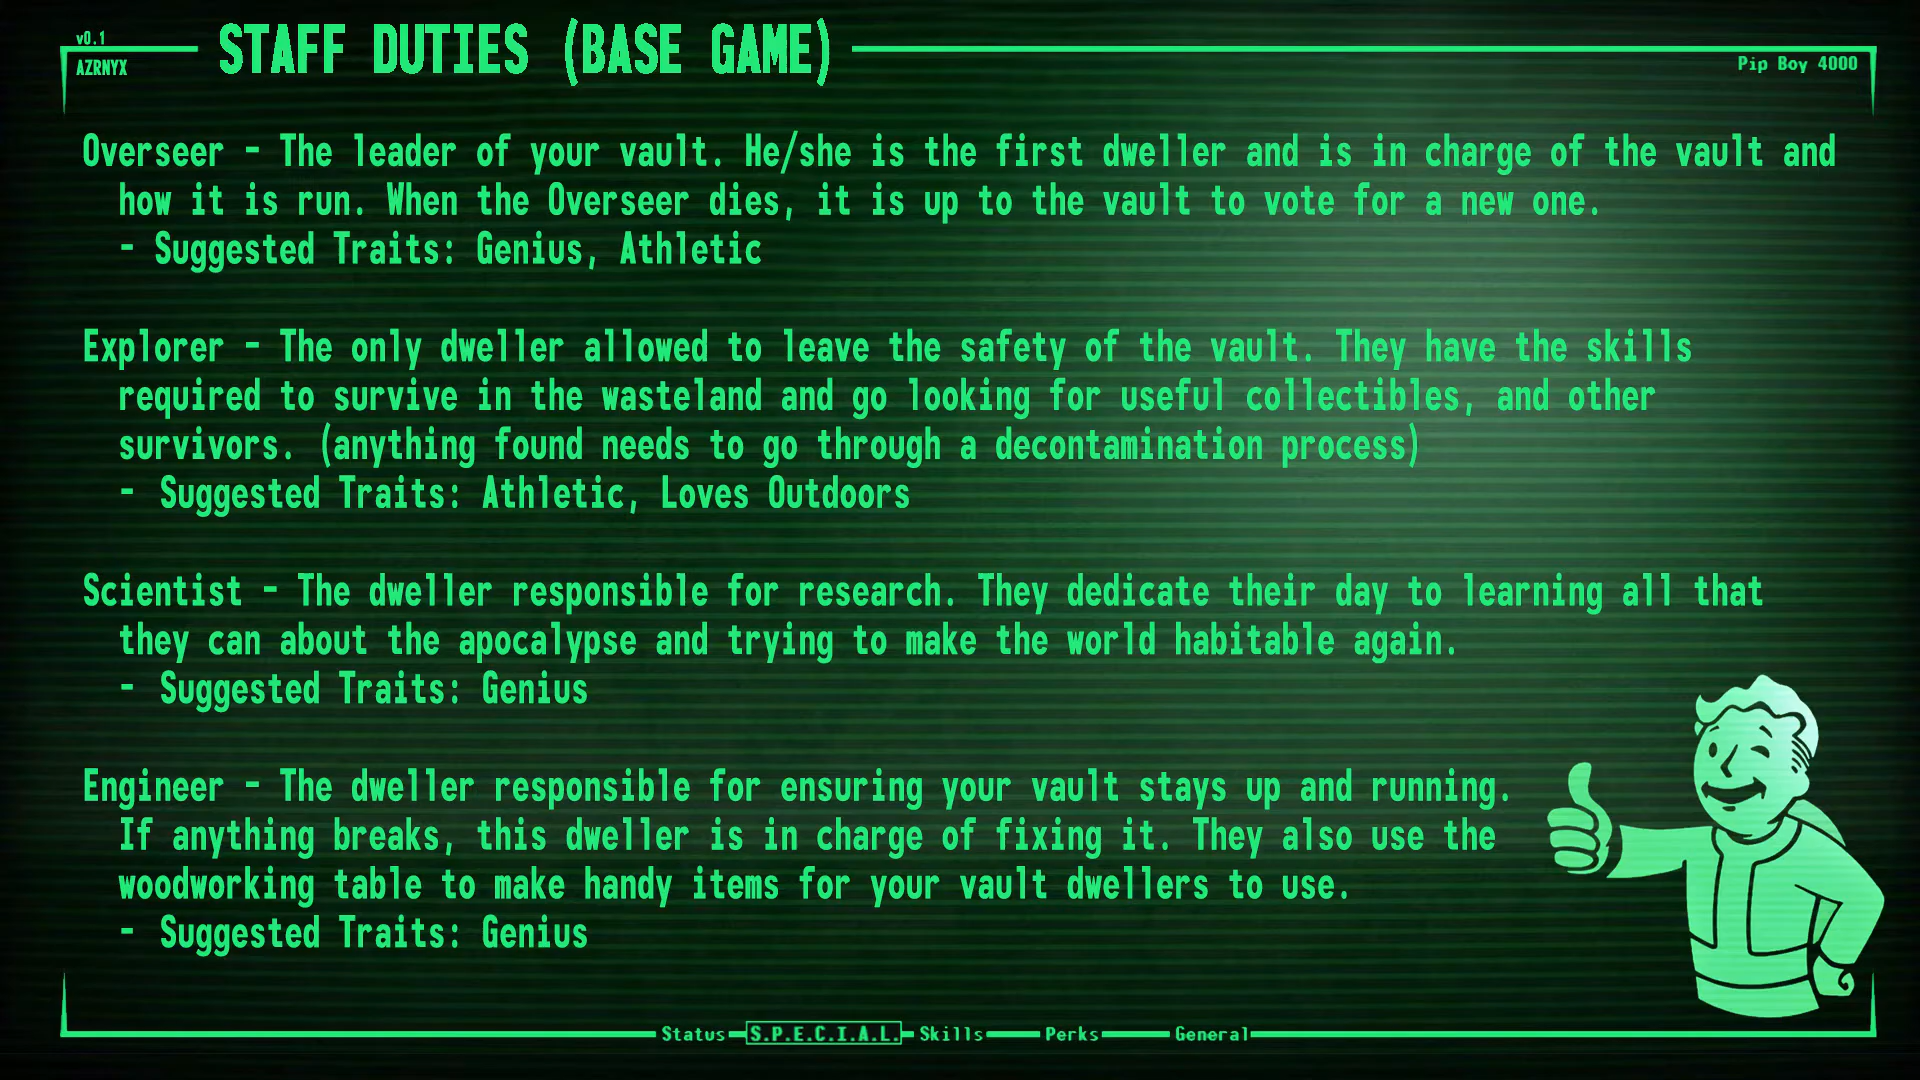 v0.1
AZRNYX
STAFF DUTIES (BASE GAME)
Pip Boy 4000
Overseer - The leader of your vault. He/she is the first dweller and is in charge of the vault and
how it is run. When the Overseer dies, it is up to the vault to vote for a new one.
- Suggested Traits: Genius, Athletic
Explorer - The only dweller allowed to leave the safety of the vault. They have the skills
required to survive in the wasteland and go looking for useful collectibles, and other
survivors. (anything found needs to go through a decontamination process)
- Suggested Traits: Athletic, Loves Outdoors
Scientist - The dweller responsible for research. They dedicate their day to learning all that
they can about the apocalypse and trying to make the world habitable again.
- Suggested Traits: Genius
Engineer - The dweller responsible for ensuring your vault stays up and running.
If anything breaks, this dweller is in charge of fixing it. They also use the
woodworking table to make handy items for your vault dwellers to use.
- Suggested Traits: Genius
Status S.P.E.C.I.A.L. Skills Perks General